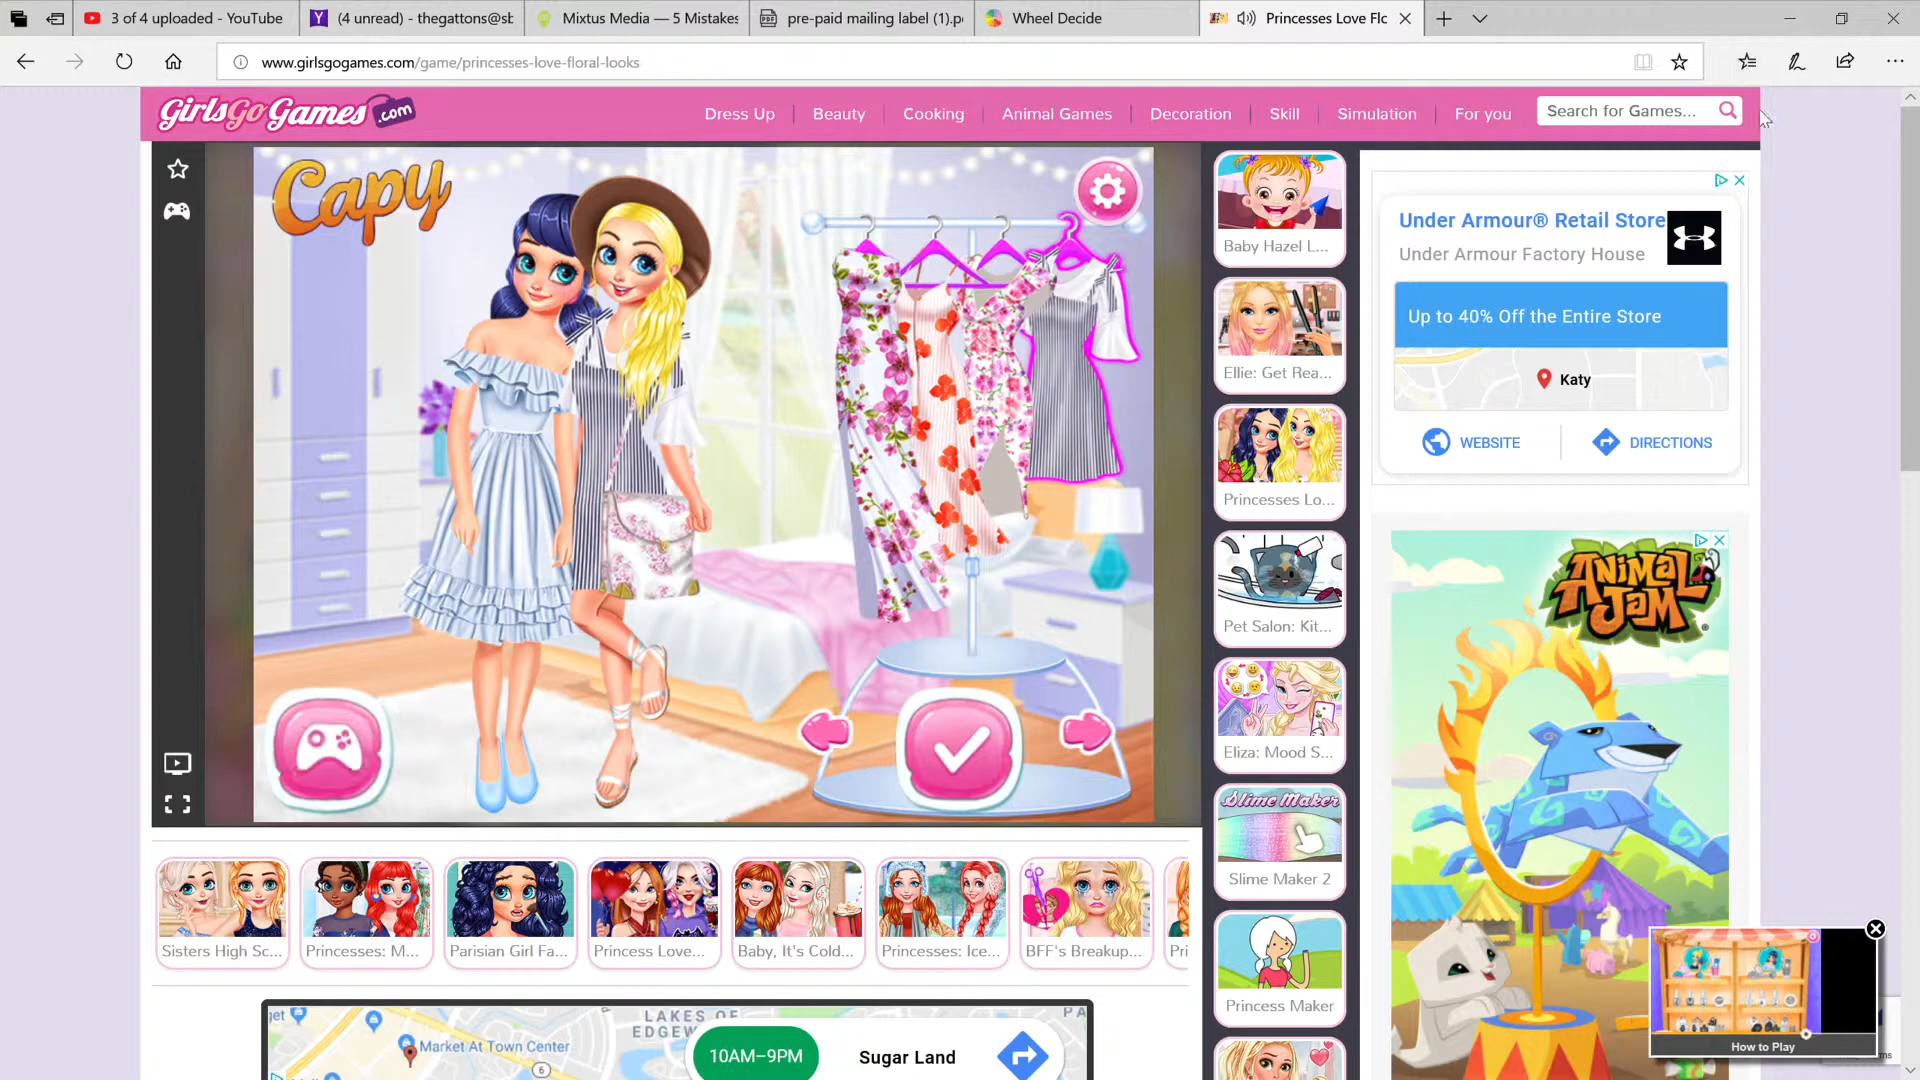 3 of 4 uploaded - YouTube
(4 unread) - thegattons@sb
Mixtus Media — 5 Mistakes
pre-paid mailing label (1).p
Wheel Decide
Princesses Love Flo
www.girlsgogames.com/game/princesses-love-floral-looks
GirlsGoGames.com
Dress Up
Beauty
Cooking
Animal Games
Decoration
Skill
Simulation
For you
Search for Games...
Capy
Baby Hazel L...
Ellie: Get Rea...
Princesses Lo...
Pet Salon: Kit...
Eliza: Mood S...
Slime Maker
Slime Maker 2
Princess Maker
Under Armour® Retail Store
Under Armour Factory House
Up to 40% Off the Entire Store
Katy
WEBSITE
DIRECTIONS
ANIMAL
JAM
How to Play
Sisters High Sc...
Princesses: M...
Parisian Girl Fa...
Princess Love...
Baby, It's Cold...
Princesses: Ice...
BFF's Breakup...
Pri
get
Market At Town Center
6
LAKES OF
EDGEW
PA
10AM–9PM
Sugar Land